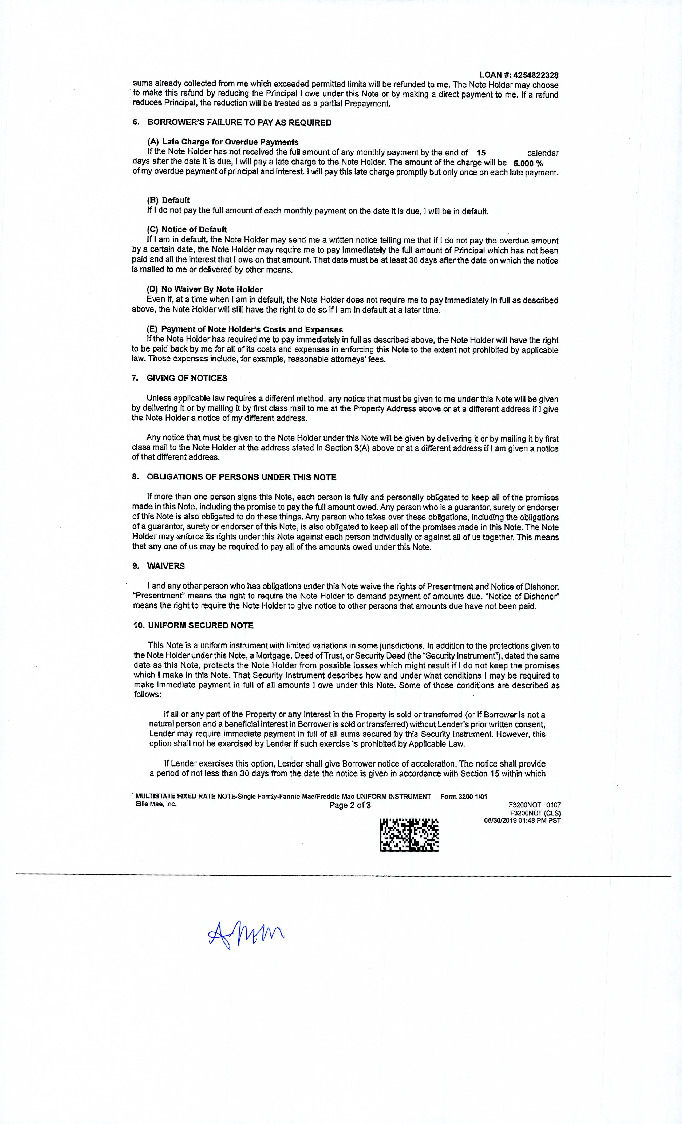 LOAN #: 4254822328
sums already collected from me which exceeded permitted limits will be refunded to me. The Note Holder may choose
to make this refund by reducing the Principal I owe under this Note or by making a direct payment to me. If a refund
reduces Principal, the reduction will be treated as a partial Prepayment.
6. BORROWER'S FAILURE TO PAY AS REQUIRED
(A) Late Charge for Overdue Payments
If the Note Holder has not received the full amount of any monthly payment by the end of 15 calendar
days after the date it is due, I will pay a late charge to the Note Holder. The amount of the charge will be 5.000 %
of my overdue payment of principal and interest. I will pay this late charge promptly but only once on each late payment.
(B) Default
If I do not pay the full amount of each monthly payment on the date it is due, I will be in default.
(C) Notice of Default
If I am in default, the Note Holder may send me a written notice telling me that if I do not pay the overdue amount
by a certain date, the Note Holder may require me to pay immediately the full amount of Principal which has not been
paid and all the interest that I owe on that amount. That date must be at least 30 days after the date on which the notice
is mailed to me or delivered by other means.
(D) No Waiver By Note Holder
Even if, at a time when I am in default, the Note Holder does not require me to pay immediately in full as described
above, the Note Holder will still have the right to do so if I am in default at a later time.
(E) Payment of Note Holder's Costs and Expenses
If the Note Holder has required me to pay immediately in full as described above, the Note Holder will have the right
to be paid back by me for all of its costs and expenses in enforcing this Note to the extent not prohibited by applicable
law. Those expenses include, for example, reasonable attorneys' fees.
7. GIVING OF NOTICES
Unless applicable law requires a different method, any notice that must be given to me under this Note will be given
by delivering it or by mailing it by first class mail to me at the Property Address above or at a different address if I give
the Note Holder a notice of my different address.
Any notice that must be given to the Note Holder under this Note will be given by delivering it or by mailing it by first
class mail to the Note Holder at the address stated in Section 3(A) above or at a different address if I am given a notice
of that different address.
8. OBLIGATIONS OF PERSONS UNDER THIS NOTE
If more than one person signs this Note, each person is fully and personally obligated to keep all of the promises
made in this Note, including the promise to pay the full amount owed. Any person who is a guarantor, surety or endorser
of this Note is also obligated to do these things. Any person who takes over these obligations, including the obligations
of a guarantor, surety or endorser of this Note, is also obligated to keep all of the promises made in this Note. The Note
Holder may enforce its rights under this Note against each person individually or against all of us together. This means
that any one of us may be required to pay all of the amounts owed under this Note.
9. WAIVERS
I and any other person who has obligations under this Note waive the rights of Presentment and Notice of Dishonor.
"Presentment" means the right to require the Note Holder to demand payment of amounts due. "Notice of Dishonor"
means the right to require the Note Holder to give notice to other persons that amounts due have not been paid.
10. UNIFORM SECURED NOTE
This Note is a uniform instrument with limited variations in some jurisdictions. In addition to the protections given to
the Note Holder under this Note, a Mortgage, Deed of Trust, or Security Deed (the "Security Instrument"), dated the same
date as this Note, protects the Note Holder from possible losses which might result if I do not keep the promises
which I make in this Note. That Security Instrument describes how and under what conditions I may be required to
make immediate payment in full of all amounts I owe under this Note. Some of those conditions are described as
follows:
If all or any part of the Property or any Interest in the Property is sold or transferred (or if Borrower is not a
natural person and a beneficial interest in Borrower is sold or transferred) without Lender's prior written consent,
Lender may require immediate payment in full of all sums secured by this Security Instrument. However, this
option shall not be exercised by Lender if such exercise is prohibited by Applicable Law.
If Lender exercises this option, Lender shall give Borrower notice of acceleration. The notice shall provide
a period of not less than 30 days from the date the notice is given in accordance with Section 15 within which
MULTISTATE FIXED RATE NOTE-Single Family-Fannie Mae/Freddie Mac UNIFORM INSTRUMENT Form 3200 1/01
Ellie Mae, Inc. Page 2 of 3 F3200NOT 0107
F3200NOT (CLS)
08/30/2019 01:48 PM PST